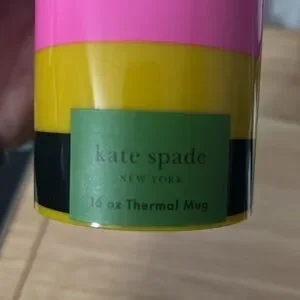 kate spade
NEW YORK
16 oz Thermal Mug